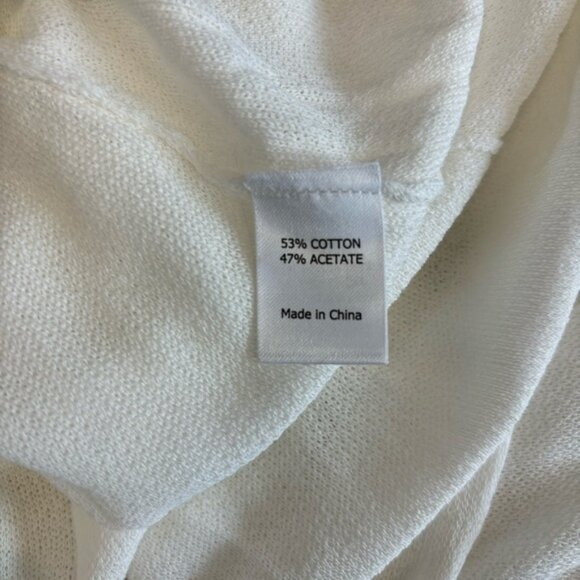 53% COTTON
47% ACETATE
Made in China